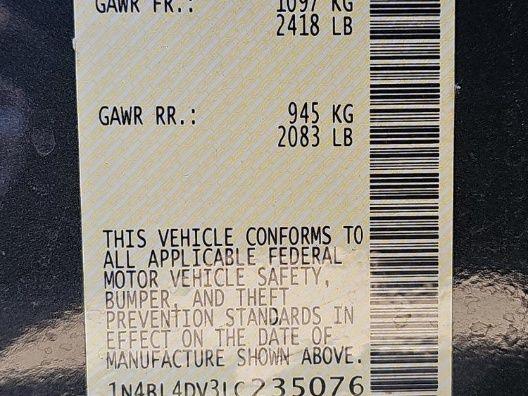 GAWR FR.: 1097 KG
2418 LB
GAWR RR.: 945 KG
2083 LB
THIS VEHICLE CONFORMS TO
ALL APPLICABLE FEDERAL
MOTOR VEHICLE SAFETY,
BUMPER, AND THEFT
PREVENTION STANDARDS IN
EFFECT ON THE DATE OF
MANUFACTURE SHOWN ABOVE.
1N4BL4DV3LC235076